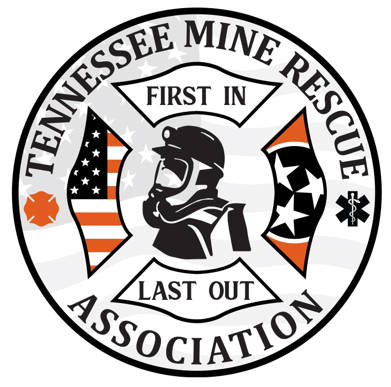 TENNESSEE MINE RESCUE
FIRST IN
LAST OUT
ASSOCIATION